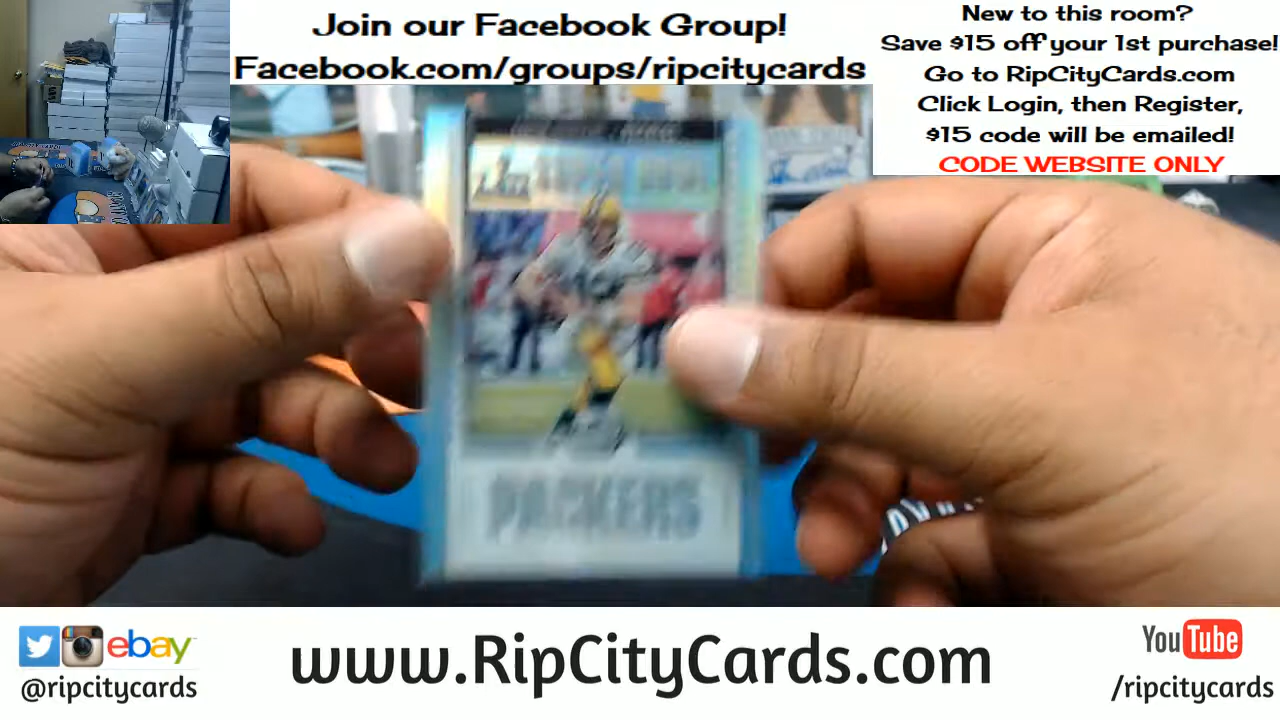 Join our Facebook Group!
Facebook.com/groups/ripcitycards
New to this room?
Save $15 off your 1st purchase!
Go to RipCityCards.com
Click Login, then Register,
$15 code will be emailed!
CODE WEBSITE ONLY
PACKERS
ebay
@ripcitycards
www.RipCityCards.com
YouTube
/ripcitycards